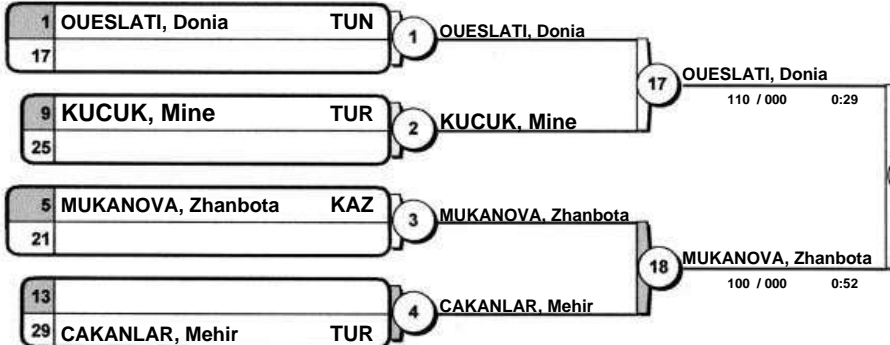 1 OUESLATI, Donia TUN
17
1 OUESLATI, Donia
9 KUCUK, Mine TUR
25
2 KUCUK, Mine
17 OUESLATI, Donia
110 / 000 0:29
5 MUKANOVA, Zhanbota KAZ
21
3 MUKANOVA, Zhanbota
13
29 CAKANLAR, Mehir TUR
4 CAKANLAR, Mehir
18 MUKANOVA, Zhanbota
100 / 000 0:52